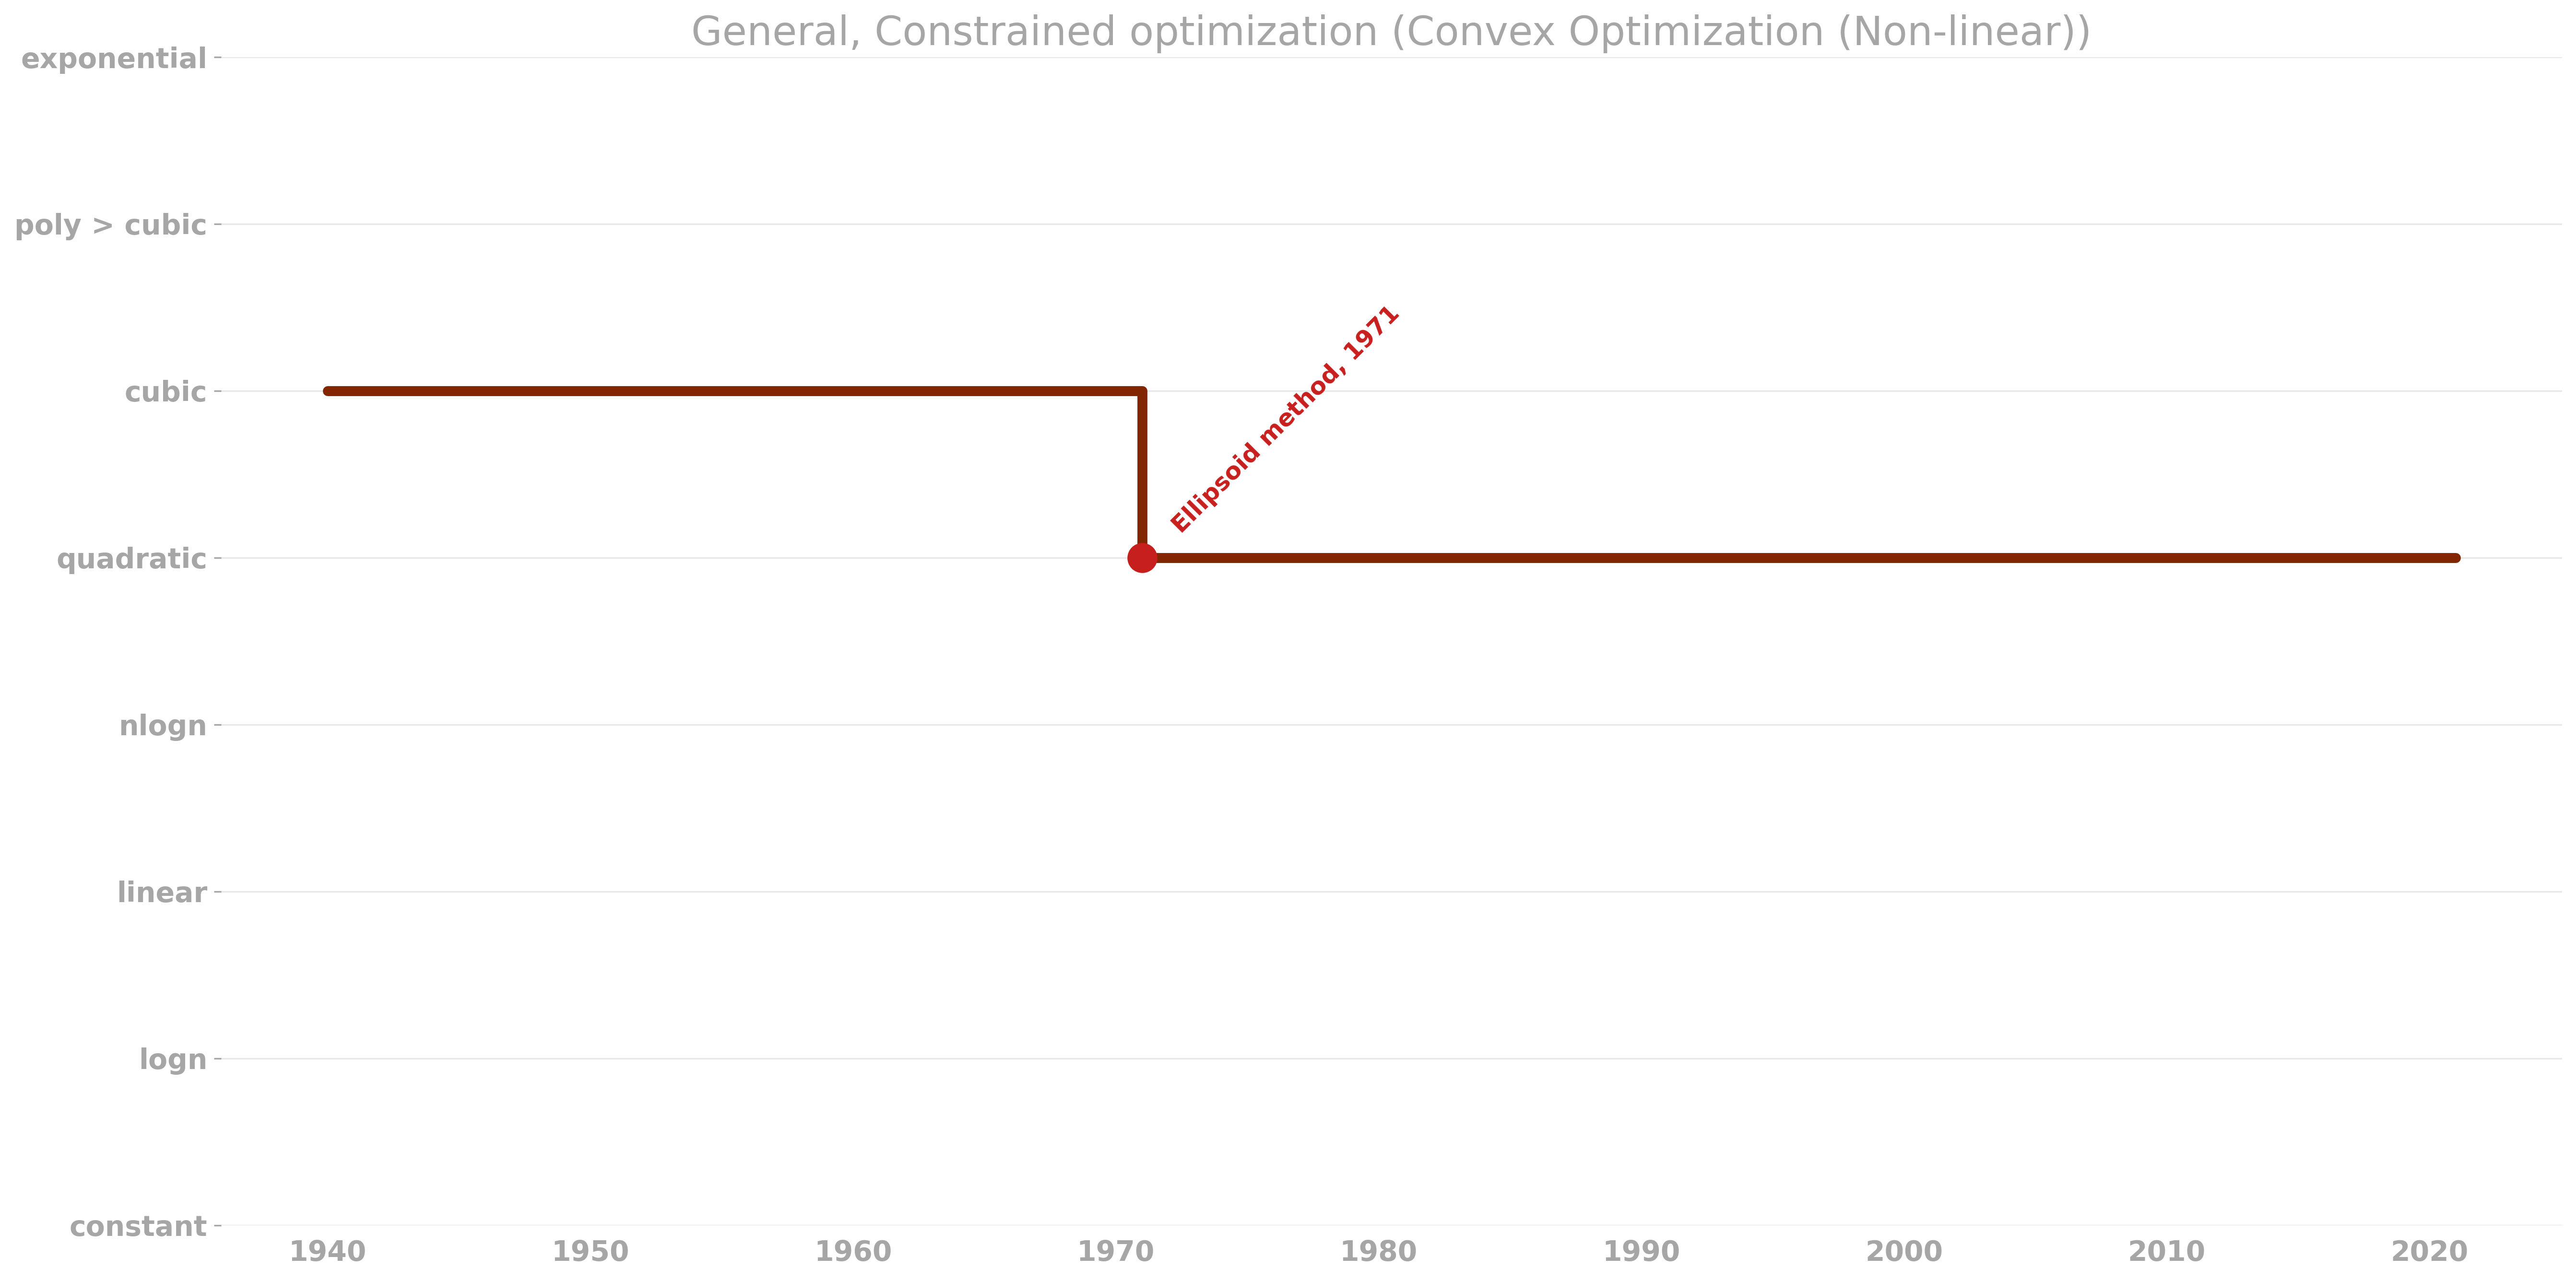 General, Constrained optimization (Convex Optimization (Non-linear))
exponential
poly > cubic
cubic
quadratic
nlogn
linear
logn
constant
Ellipsoid method, 1971
1940 1950 1960 1970 1980 1990 2000 2010 2020